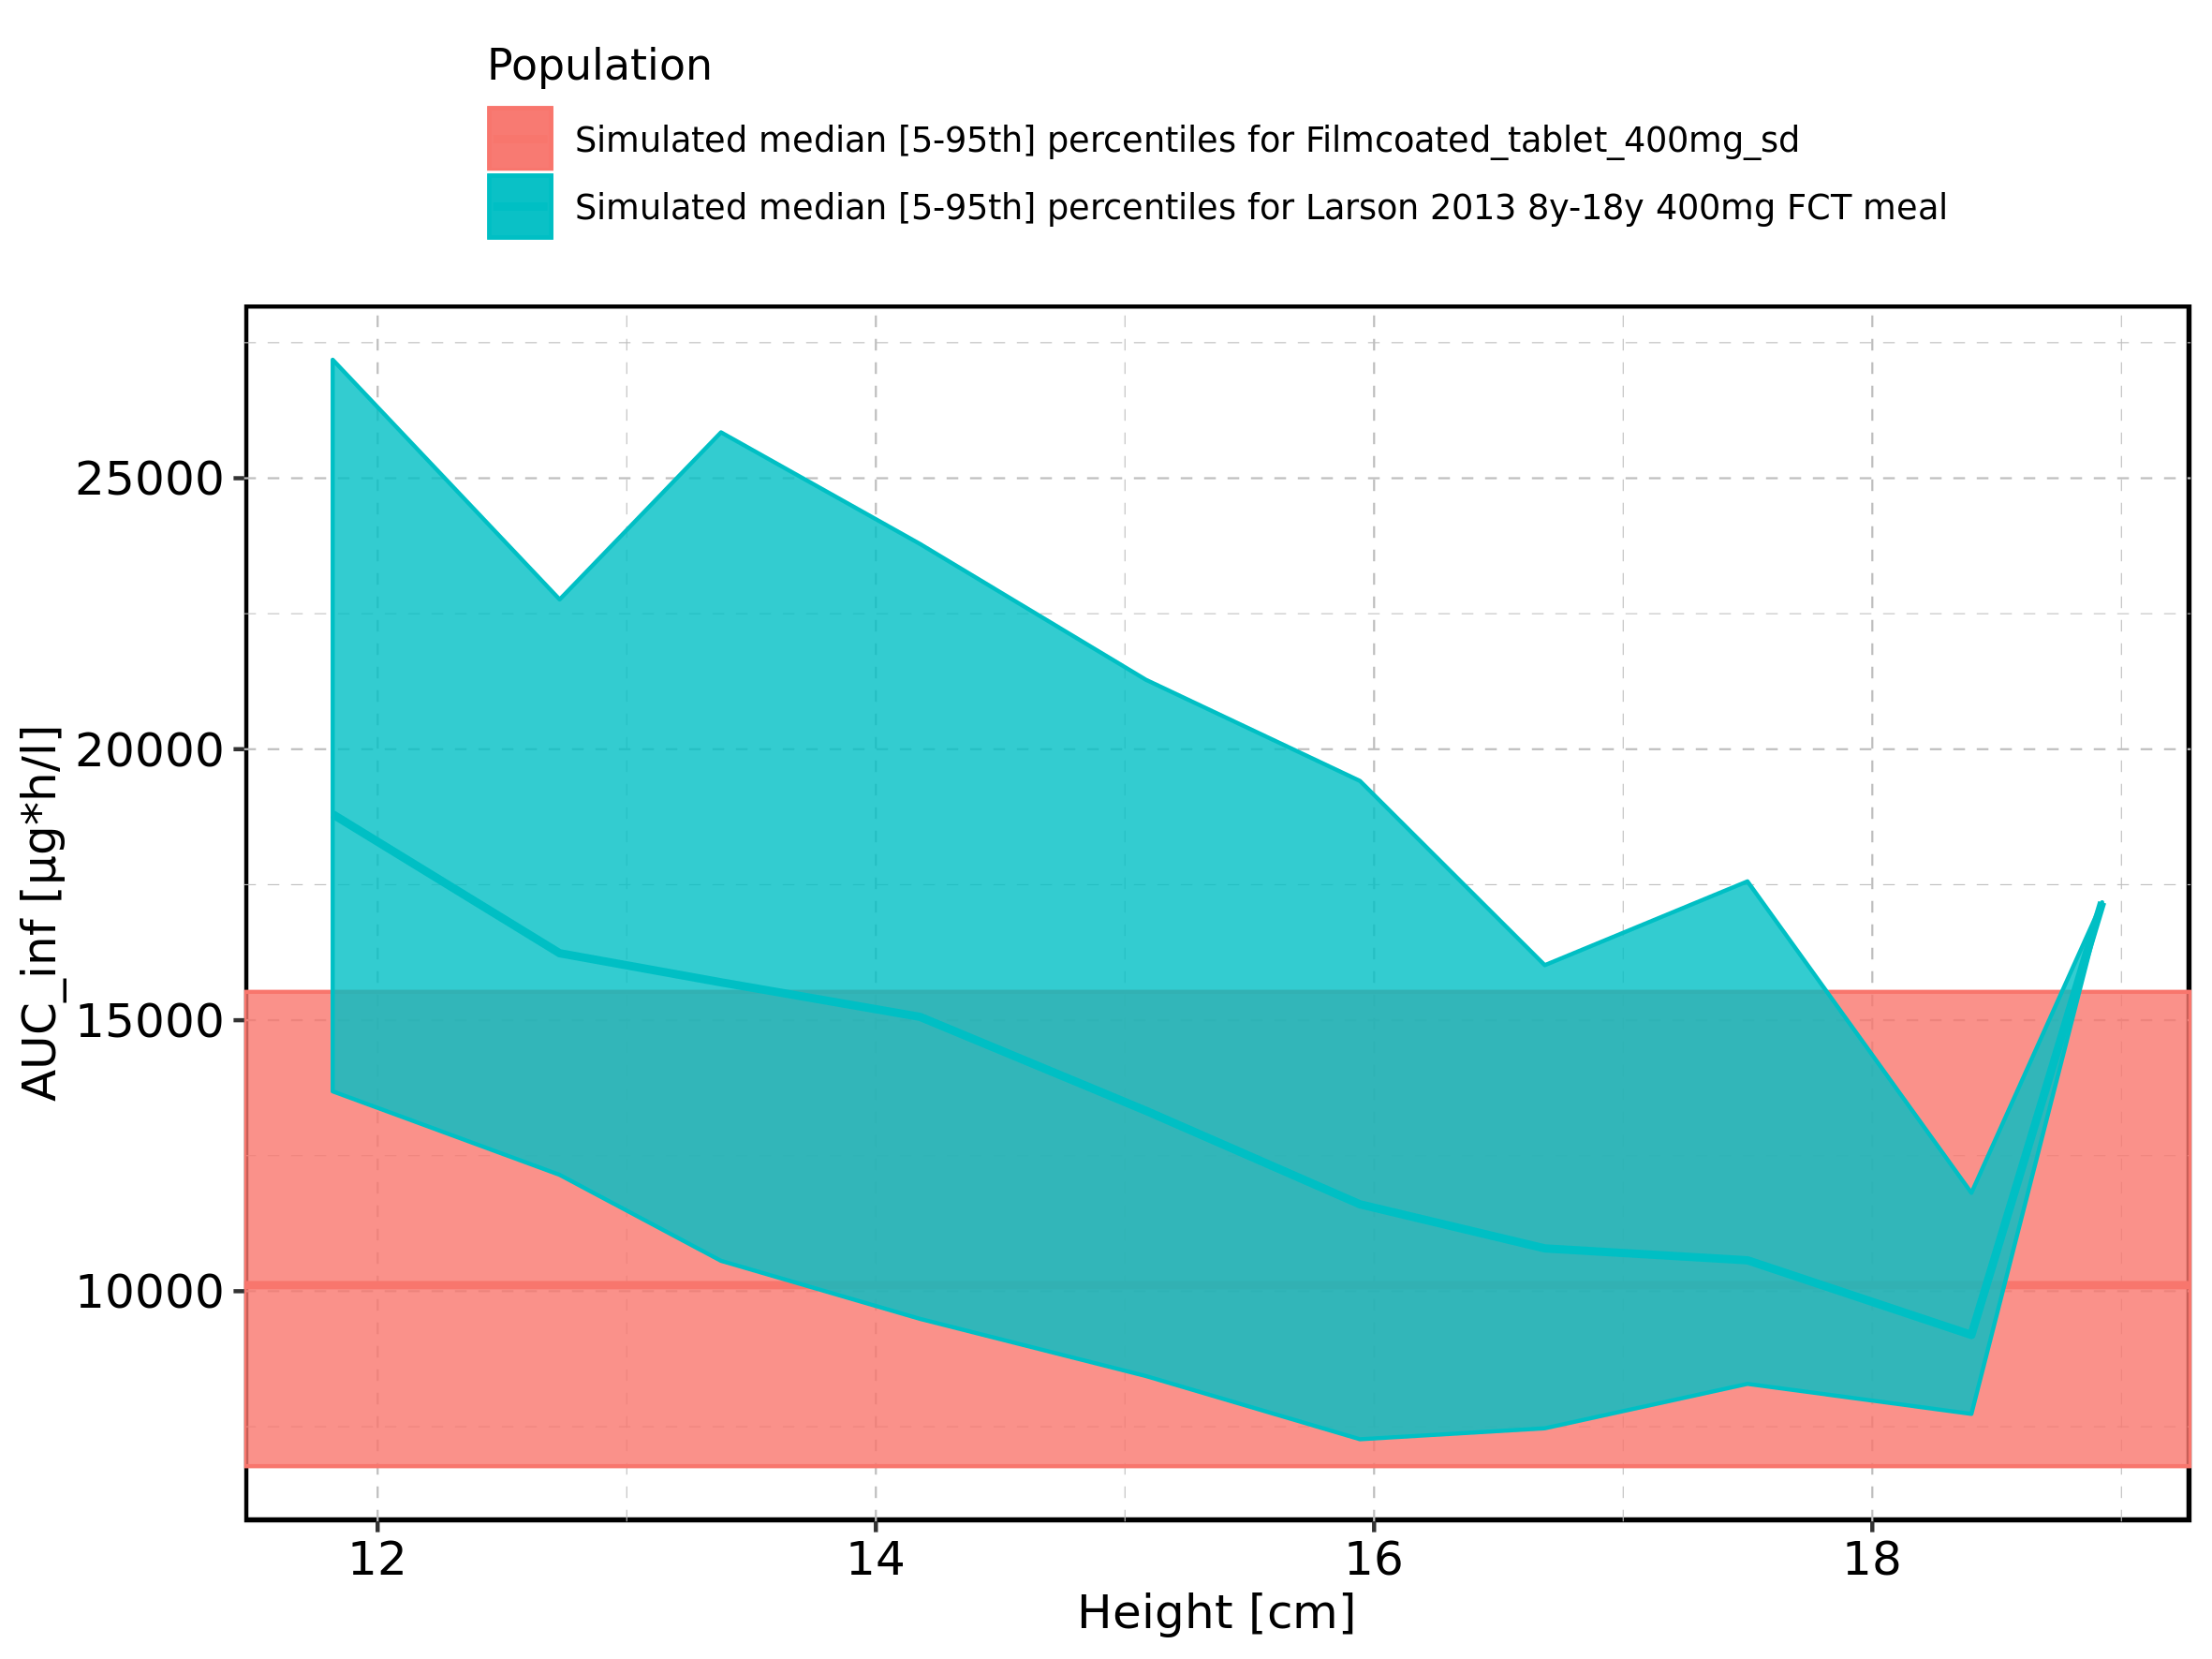 Population
Simulated median [5-95th] percentiles for Filmcoated_tablet_400mg_sd
Simulated median [5-95th] percentiles for Larson 2013 8y-18y 400mg FCT meal
AUC_inf [µg*h/l]
25000
20000
15000
10000
12
14
16
18
Height [cm]